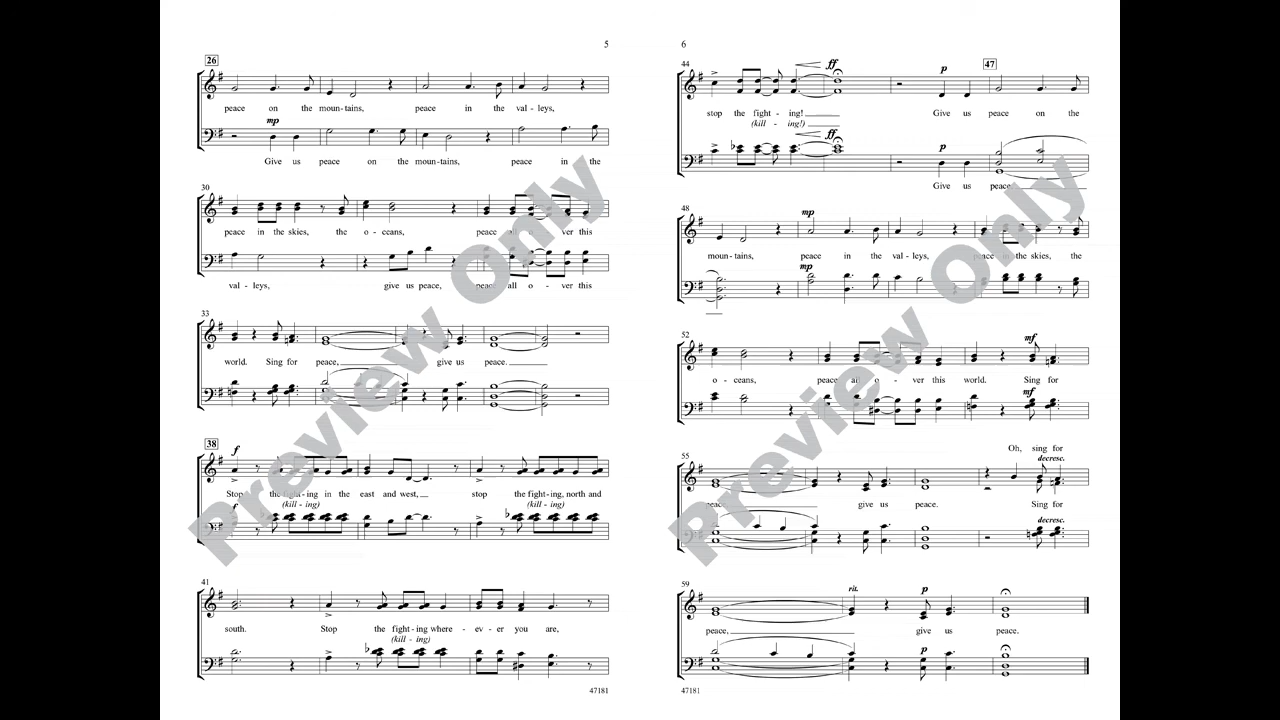 5
26
peace on the moun - tains, peace in the val - leys,
mp
Give us peace on the moun - tains, peace in the
30
peace in the skies, the o - ceans, peace all o - ver this
val - leys, give us peace, peace all o - ver this
33
world. Sing for peace, give us peace.
38
f
Stop the fight - ing in the east and west, stop the fight-ing, north and
(kill - ing) (kill - ing)
f
41
south. Stop the fight - ing where - ev - er you are,
(kill - ing)
47181
Preview Only
6
44 47
ff p
stop the fight - ing! Give us peace on the
(kill - ing!)
ff p
Give us peace.
48
mp
moun - tains, peace in the val - leys, peace in the skies, the
mp
52
mf
o - ceans, peace all o - ver this world. Sing for
mf
Oh, sing for
55 decresc.
peace, give us peace. Sing for
decresc.
59 rit. p
peace, give us peace.
p
47181
Preview Only